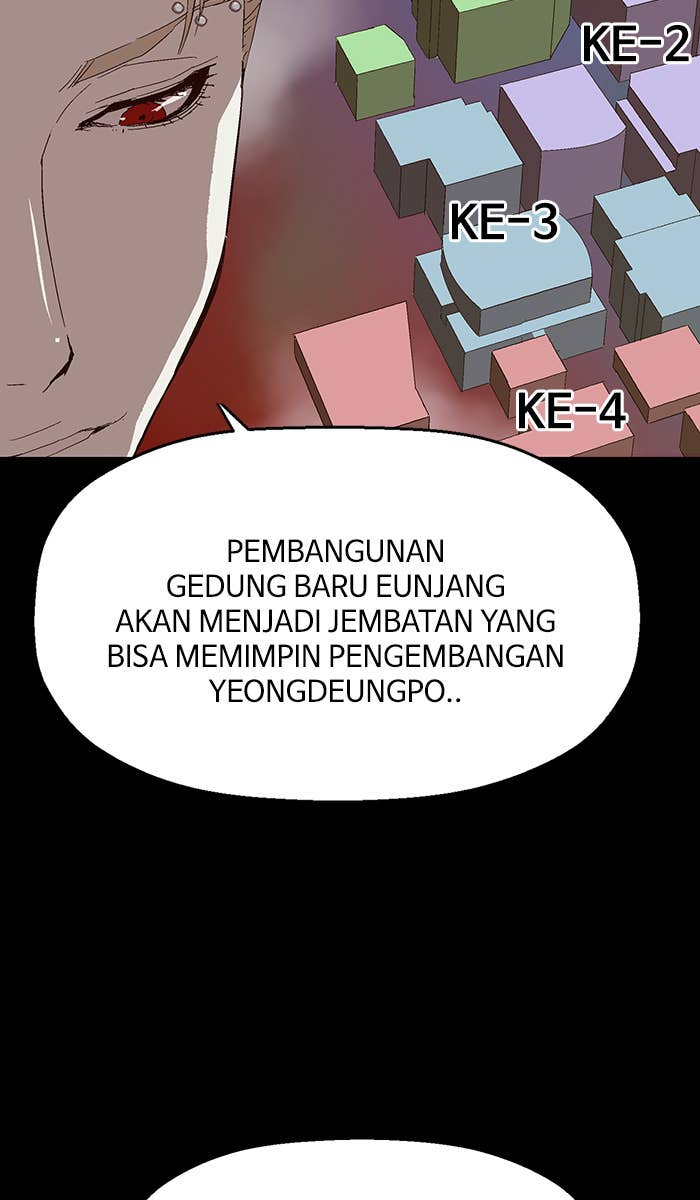 KE-2
KE-3
KE-4
PEMBANGUNAN
GEDUNG BARU EUNJANG
AKAN MENJADI JEMBATAN YANG
BISA MEMIMPIN PENGEMBANGAN
YEONGDEUNGPO..